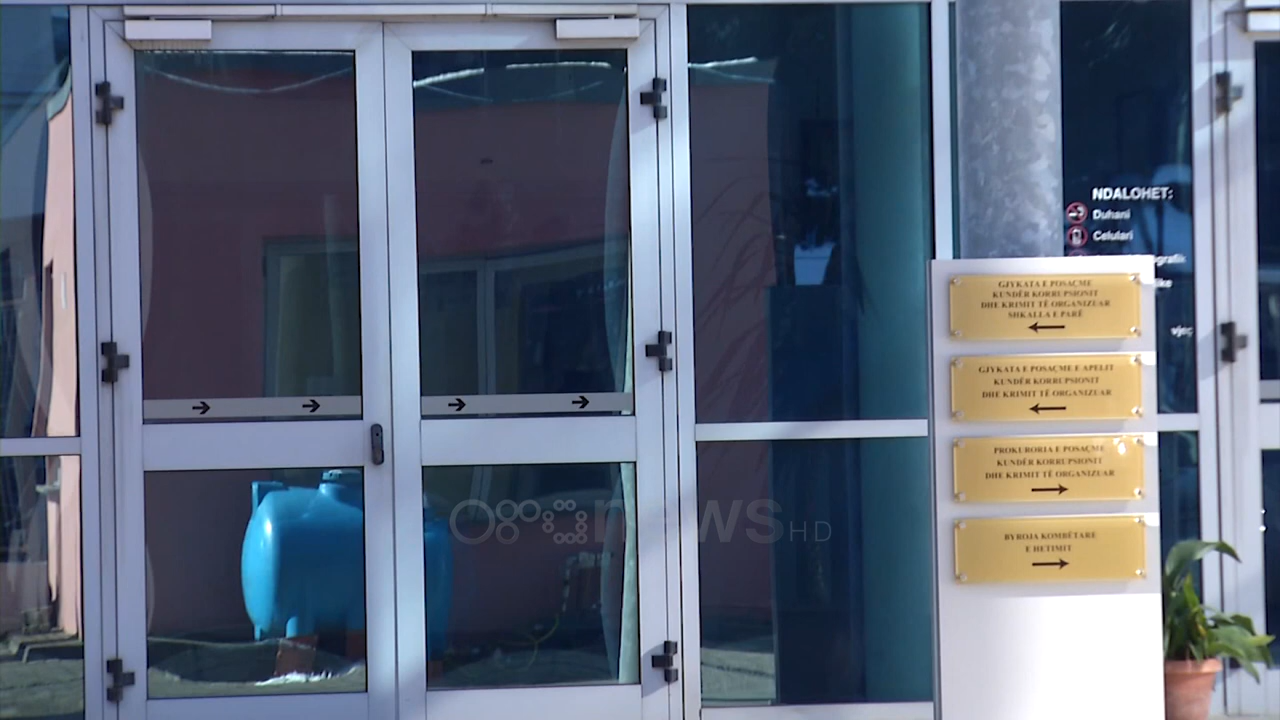 NDALOHET:
Duhani
Celulari
GJYKATA E POSAÇME
KUNDËR KORRUPSIONIT
DHE KRIMIT TË ORGANIZUAR
SHKALLA E PARË
GJYKATA E POSAÇME E APELIT
KUNDËR KORRUPSIONIT
DHE KRIMIT TË ORGANIZUAR
PROKURORIA E POSAÇME
KUNDËR KORRUPSIONIT
DHE KRIMIT TË ORGANIZUAR
BYROJA KOMBËTARE
E HETIMIT
news HD